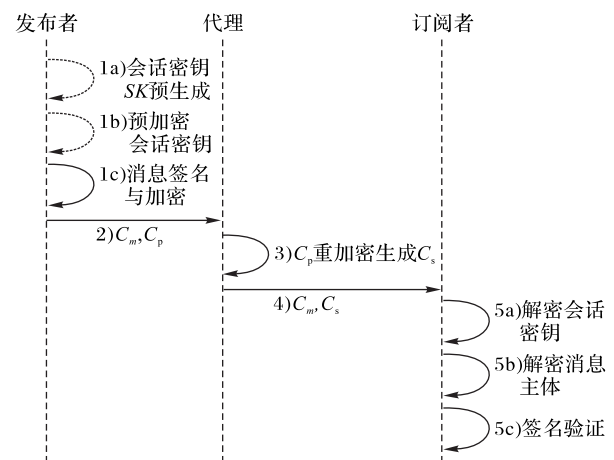 发布者 代理 订阅者
1a)会话密钥
SK预生成
1b)预加密
会话密钥
1c)消息签名
与加密
2)Cm,Cp
3)Cp重加密生成Cs
4)Cm,Cs
5a)解密会话
密钥
5b)解密消息
主体
5c)签名验证